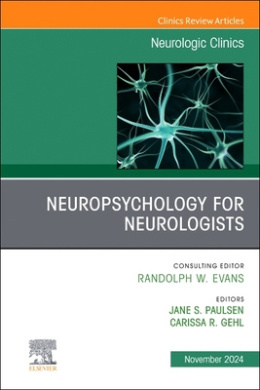 Clinics Review Articles
Neurologic Clinics
NEUROPSYCHOLOGY FOR
NEUROLOGISTS
CONSULTING EDITOR
RANDOLPH W. EVANS
EDITORS
JANE S. PAULSEN
CARISSA R. GEHL
ELSEVIER
November 2024